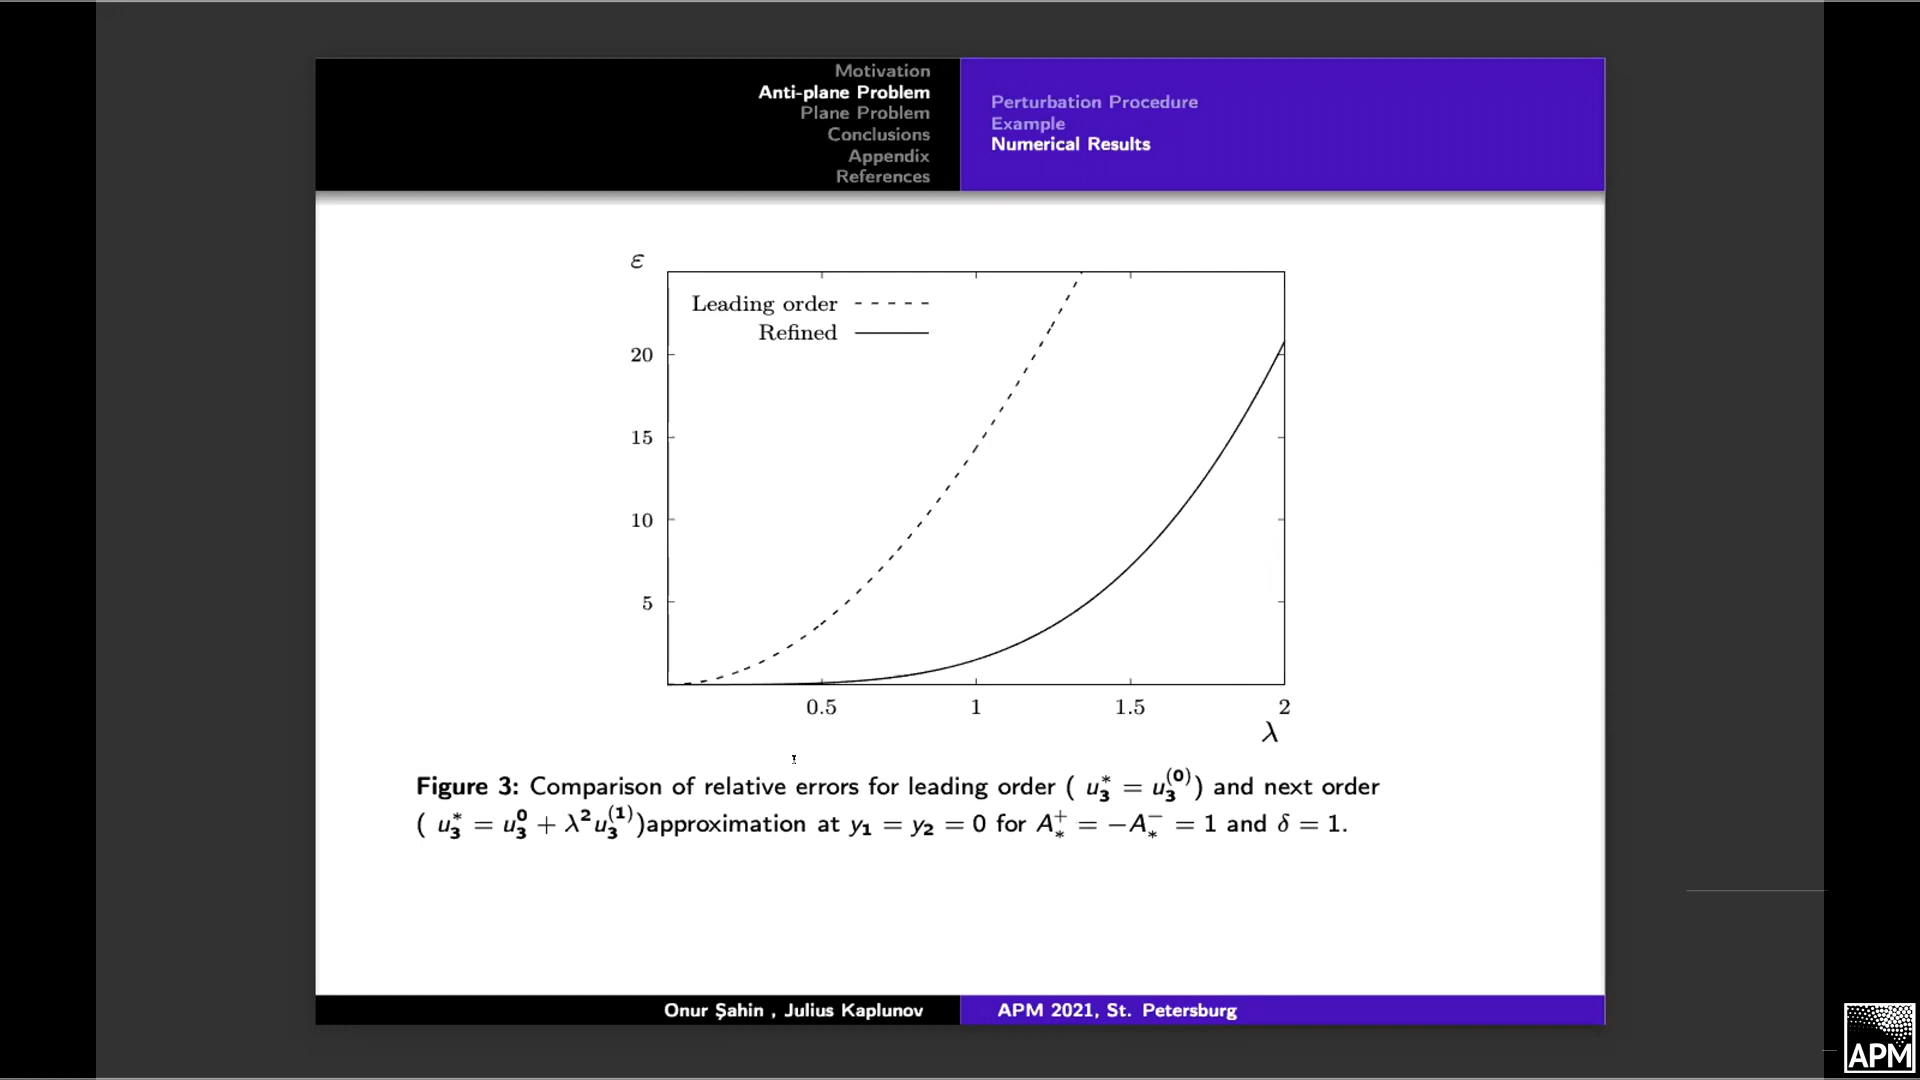 Motivation
Anti-plane Problem
Plane Problem
Conclusions
Appendix
References
Perturbation Procedure
Example
Numerical Results
ε
Leading order
Refined
20
15
10
5
0.5 1 1.5 2
λ
Figure 3: Comparison of relative errors for leading order ( u₃* = u₃⁽⁰⁾) and next order
( u₃* = u₃⁰ + λ²u₃⁽¹⁾)approximation at y₁ = y₂ = 0 for A₊* = −A₋* = 1 and δ = 1.
Onur Şahin , Julius Kaplunov
APM 2021, St. Petersburg
APM